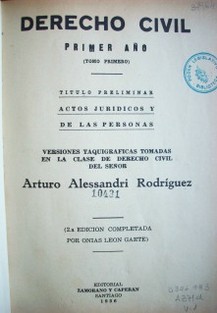 DERECHO CIVIL
PRIMER AÑO
(TOMO PRIMERO)
TITULO PRELIMINAR
ACTOS JURIDICOS Y
DE LAS PERSONAS
VERSIONES TAQUIGRAFICAS TOMADAS
EN LA CLASE DE DERECHO CIVIL
DEL SEÑOR
Arturo Alessandri Rodríguez
10421
(2a EDICION COMPLETADA
POR ONIAS LEON GAETE)
EDITORIAL
ZAMORANO Y CAPERAN
SANTIAGO